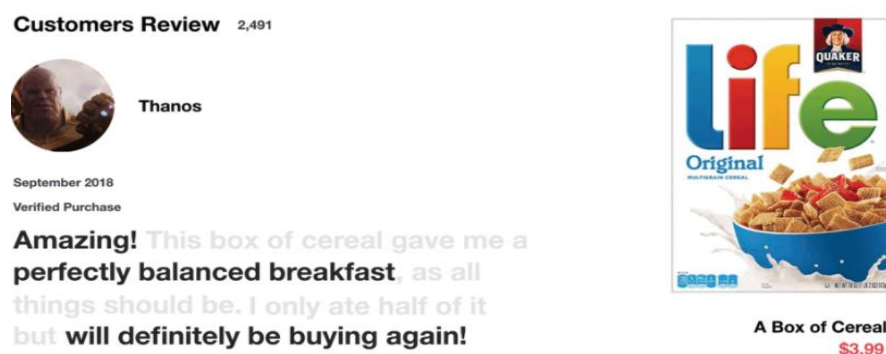 Customers Review 2,491
Thanos
September 2018
Verified Purchase
Amazing! This box of cereal gave me a
perfectly balanced breakfast, as all
things should be. I only ate half of it
but will definitely be buying again!
QUAKER
life
Original
MULTIGRAIN CEREAL
A Box of Cereal
$3.99